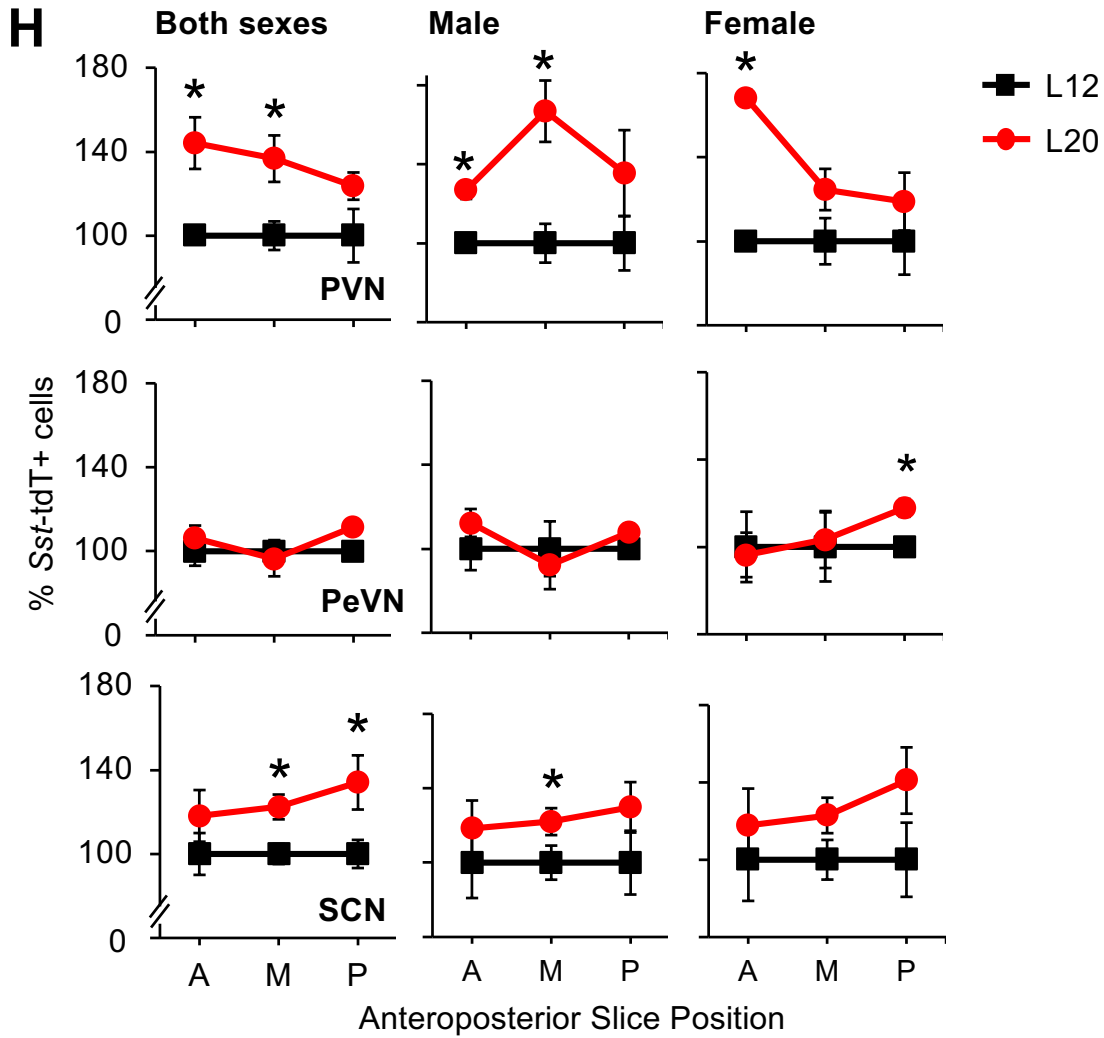 H
Both sexes
Male
Female
L12
L20
% Sst-tdT+ cells
180
140
100
0
*
*
PVN
A
M
P
*
*
*
180
140
100
0
PeVN
*
180
140
100
0
*
*
SCN
*
A
M
P
A
M
P
A
M
P
Anteroposterior Slice Position